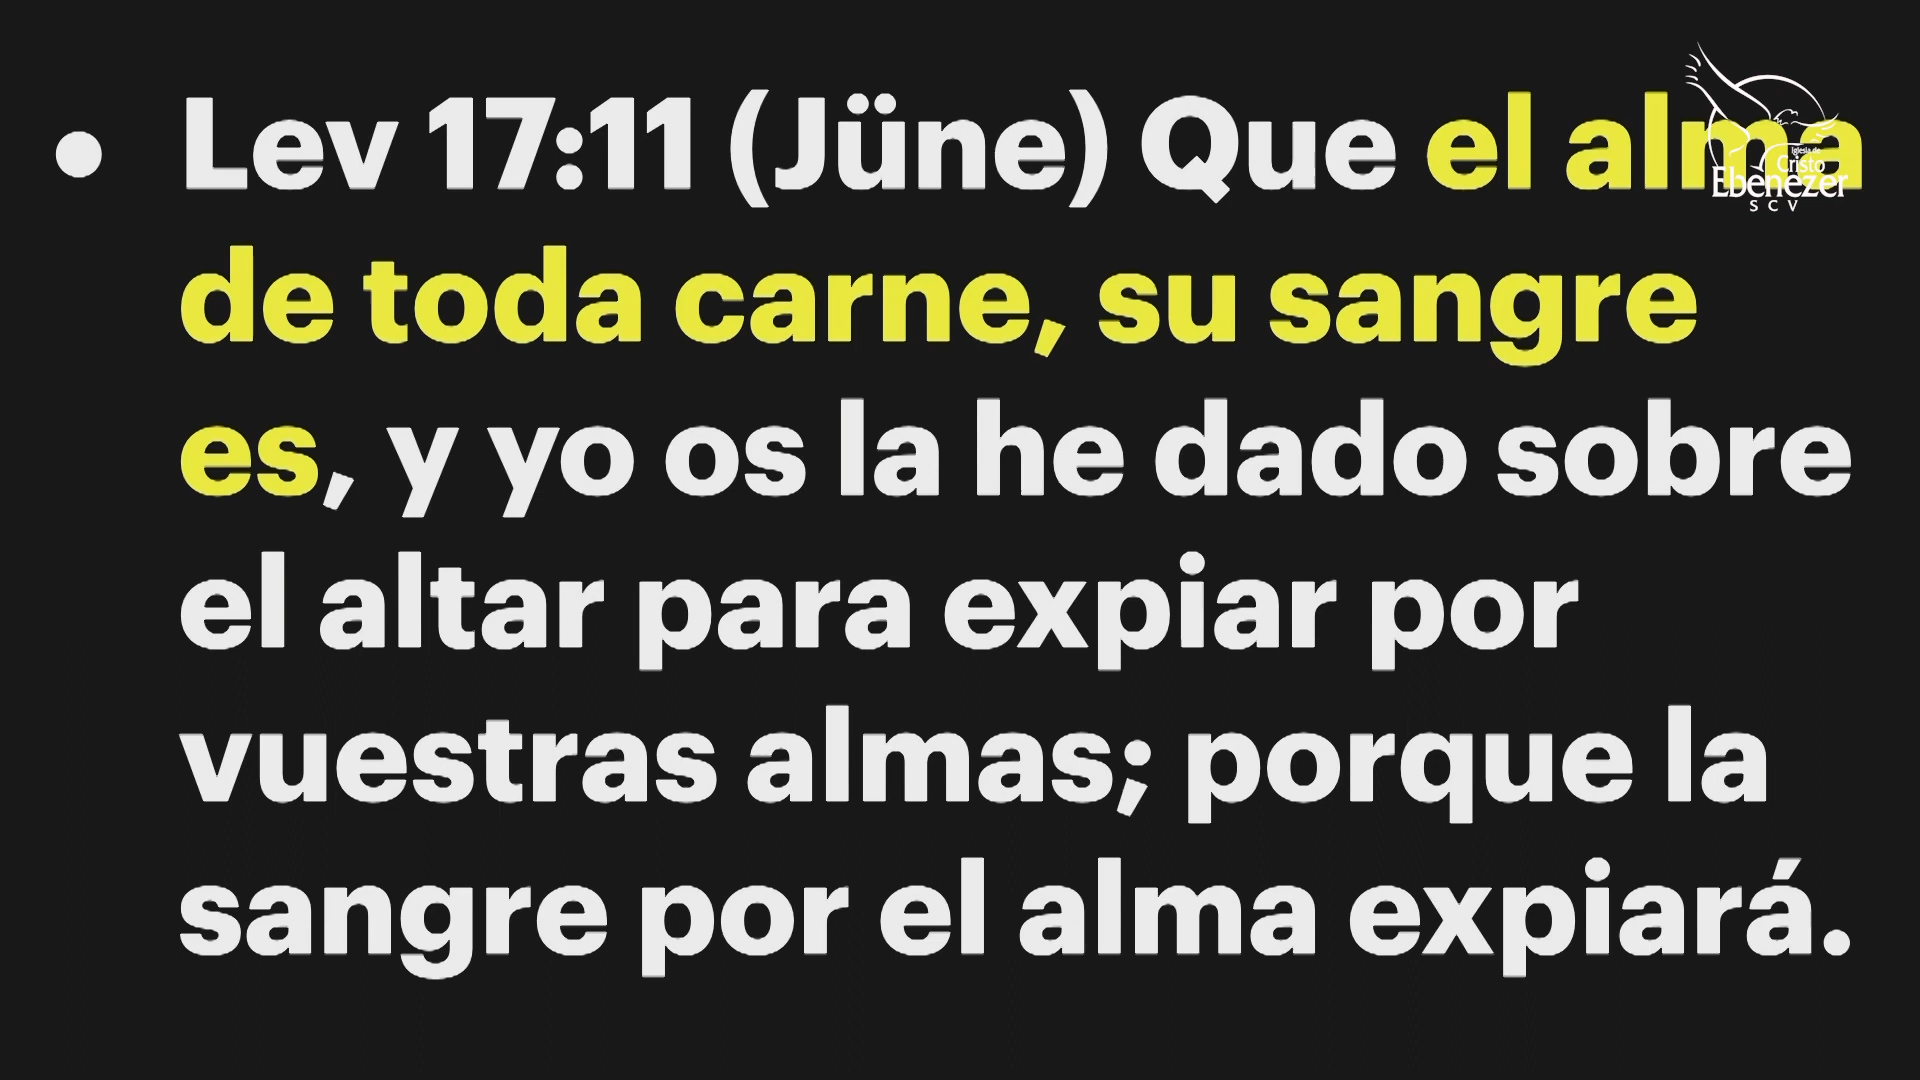 • Lev 17:11 (Jüne) Que el alma
de toda carne, su sangre
es, y yo os la he dado sobre
el altar para expiar por
vuestras almas; porque la
sangre por el alma expiará.
Iglesia de
Cristo
Ebenezer
SCV